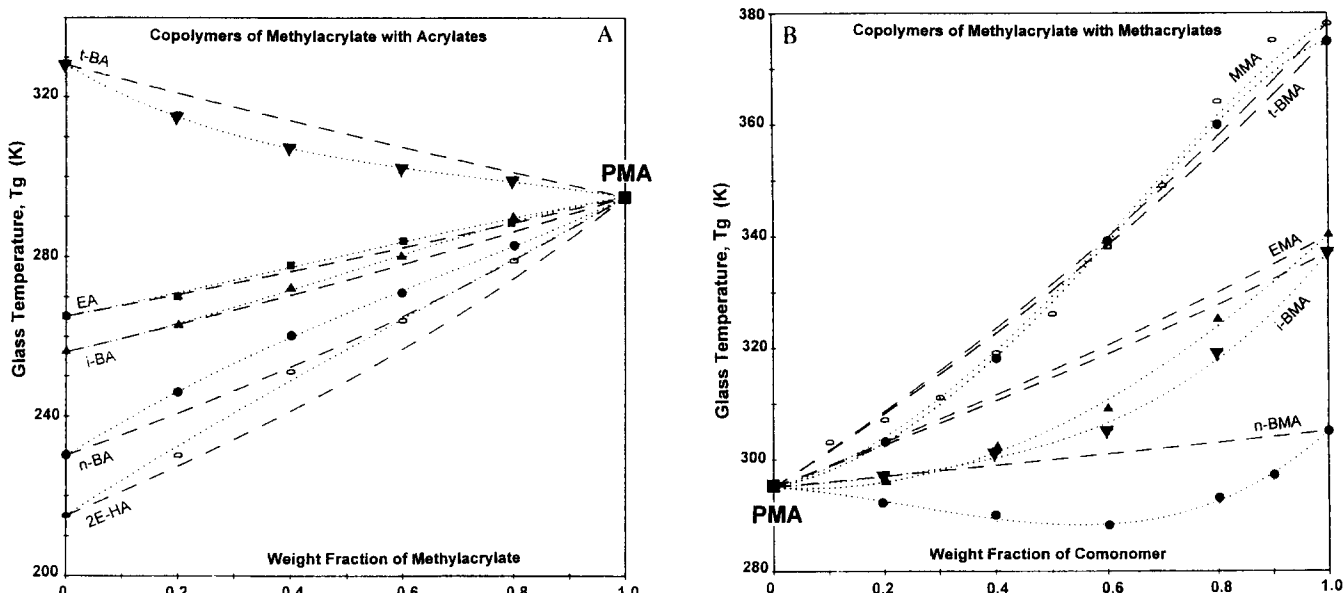 Copolymers of Methylacrylate with Acrylates
A
t-BA
320
PMA
280
EA
i-BA
240
n-BA
2E-HA
200
Glass Temperature, Tg (K)
Weight Fraction of Methylacrylate
0 0.2 0.4 0.6 0.8 1.0
380
B
Copolymers of Methylacrylate with Methacrylates
MMA
t-BMA
360
340
EMA
i-BMA
320
n-BMA
300
PMA
280
Glass Temperature, Tg (K)
Weight Fraction of Comonomer
0 0.2 0.4 0.6 0.8 1.0